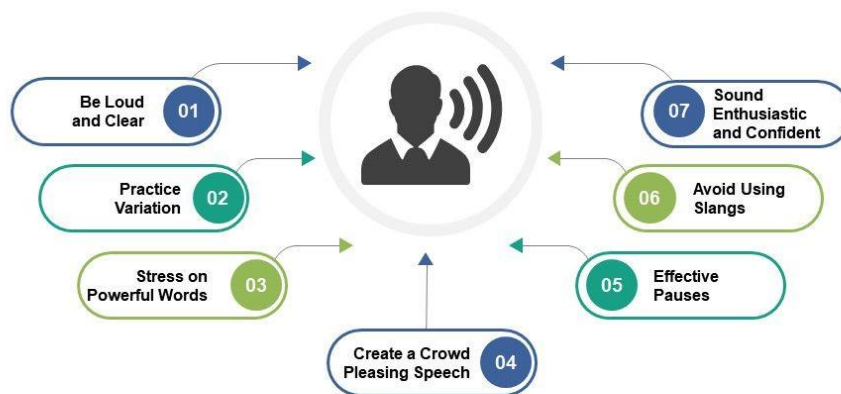 Be Loud
and Clear
01
Practice
Variation
02
Stress on
Powerful Words
03
Create a Crowd
Pleasing Speech
04
05
Effective
Pauses
06
Avoid Using
Slangs
07
Sound
Enthusiastic
and Confident